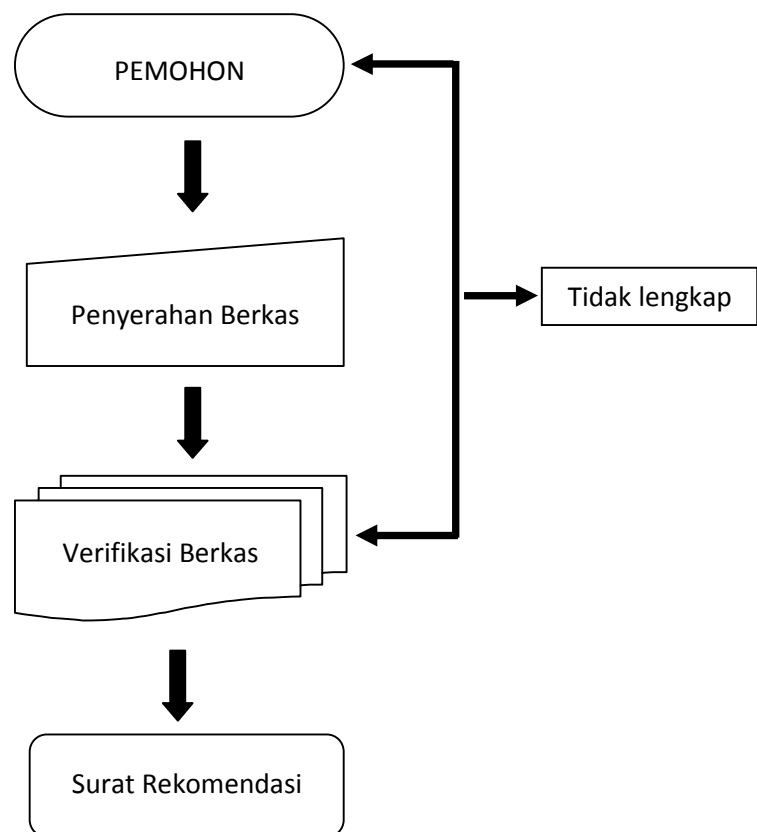 PEMOHON
Penyerahan Berkas
Tidak lengkap
Verifikasi Berkas
Surat Rekomendasi